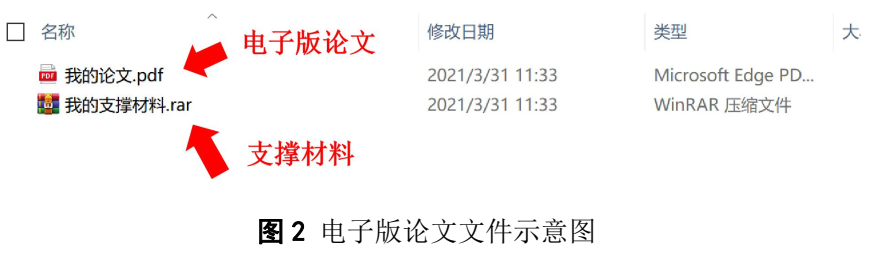 名称 修改日期 类型 大
电子版论文
PDF 我的论文.pdf 2021/3/31 11:33 Microsoft Edge PD...
我的支撑材料.rar 2021/3/31 11:33 WinRAR 压缩文件
支撑材料
图2 电子版论文文件示意图